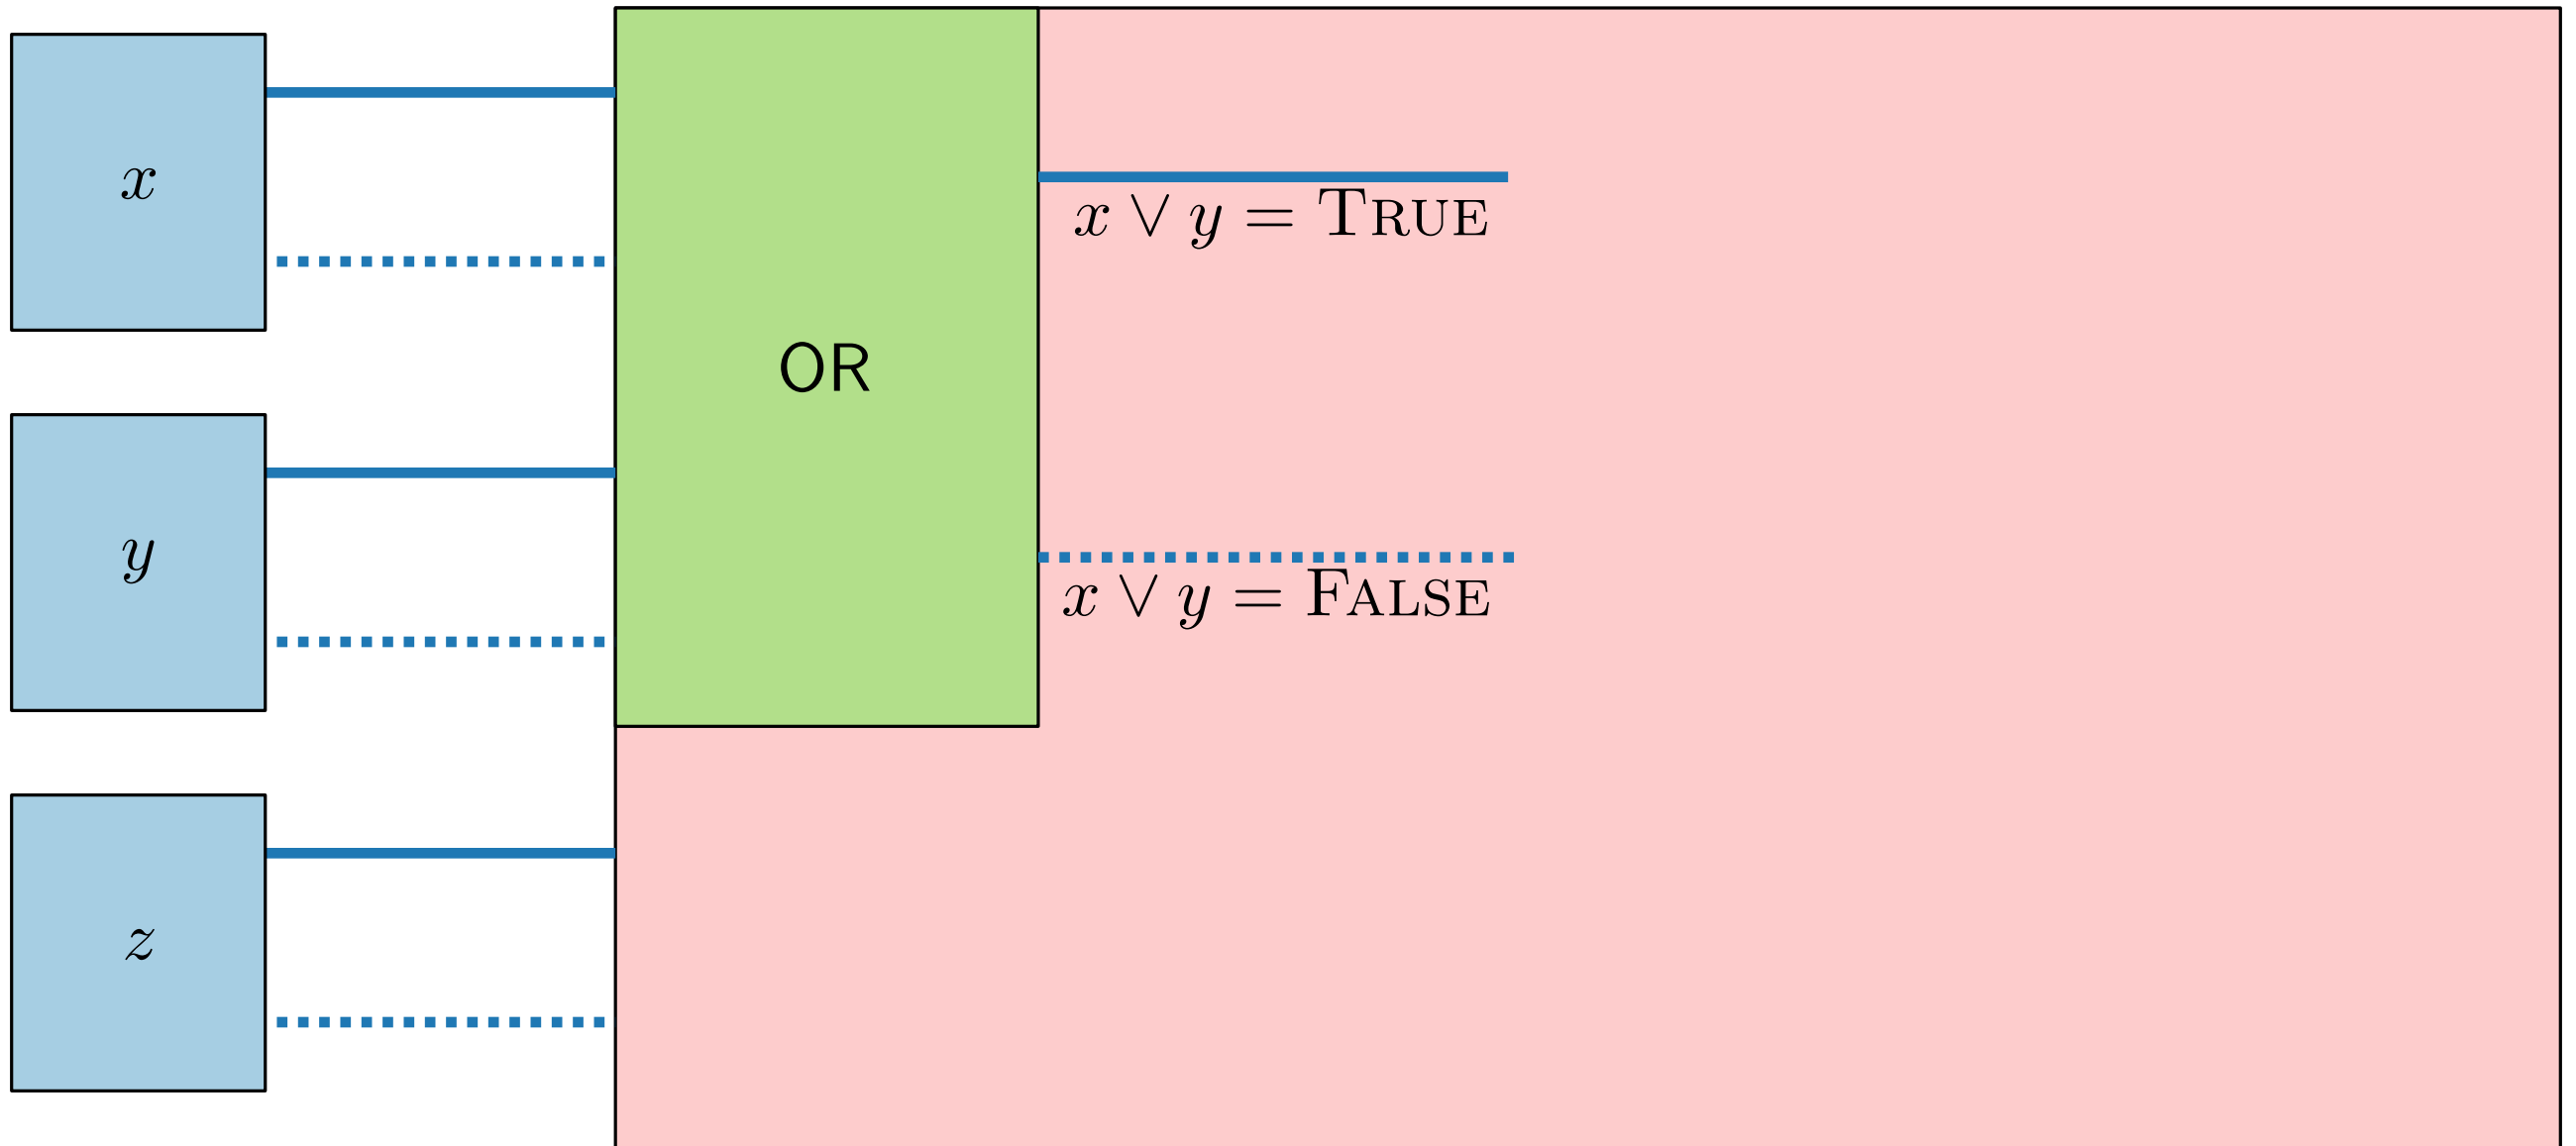 x
OR
x ∨ y = TRUE
y
x ∨ y = FALSE
z